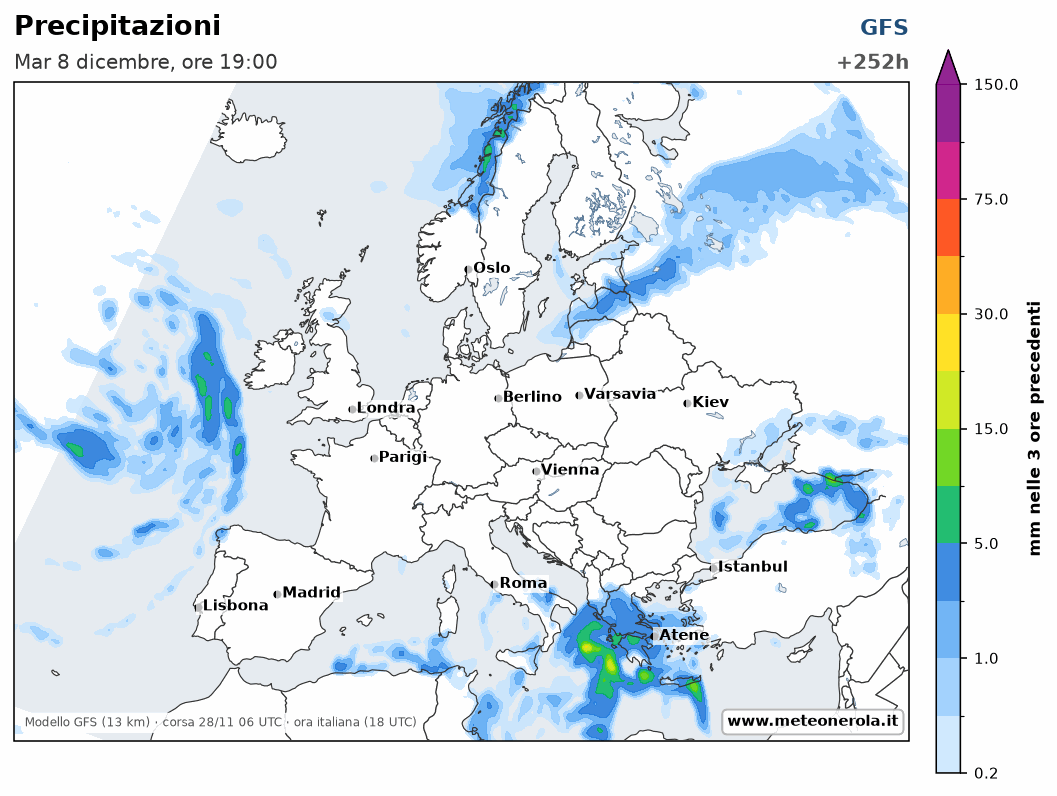 Precipitazioni
GFS
Mar 8 dicembre, ore 19:00
+252h
150.0
75.0
30.0
15.0
5.0
1.0
0.2
mm nelle 3 ore precedenti
Oslo
Berlino
Varsavia
Kiev
Londra
Parigi
Vienna
Istanbul
Roma
Madrid
Lisbona
Atene
Modello GFS (13 km) · corsa 28/11 06 UTC · ora italiana (18 UTC)
www.meteonerola.it